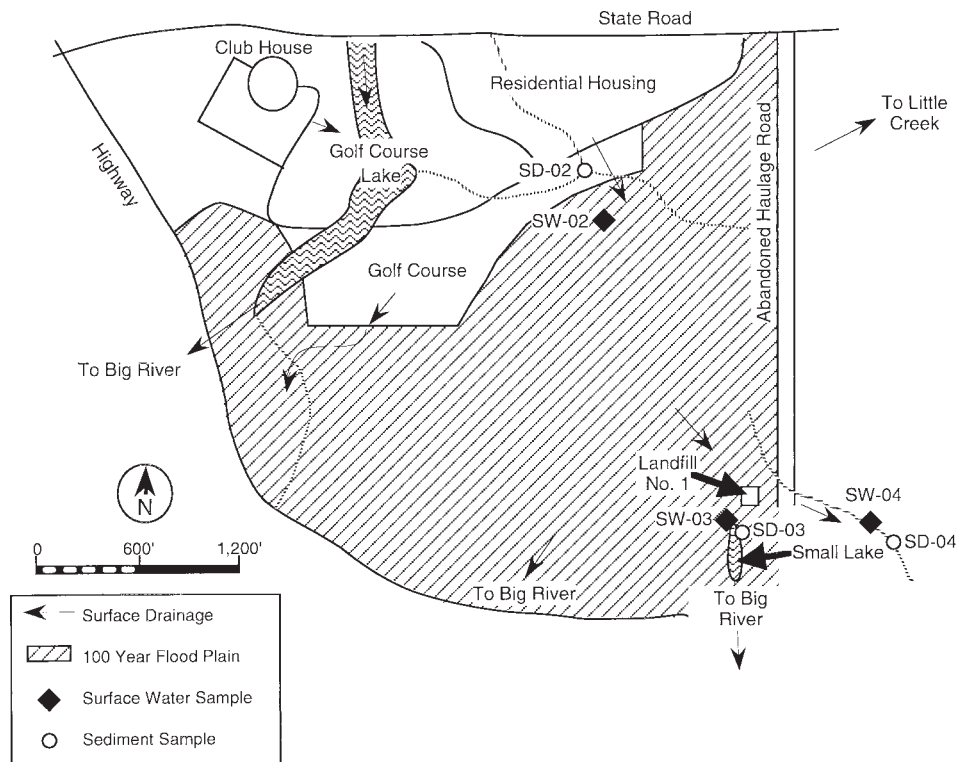 State Road
Club House
Residential Housing
To Little
Creek
Highway
Golf Course
Lake
SD-02
SW-02
Abandoned Haulage Road
Golf Course
To Big River
Landfill
No. 1
SW-04
SW-03
SD-03
SD-04
Small Lake
N
0 600' 1,200'
To Big River
To Big
River
Surface Drainage
100 Year Flood Plain
Surface Water Sample
Sediment Sample